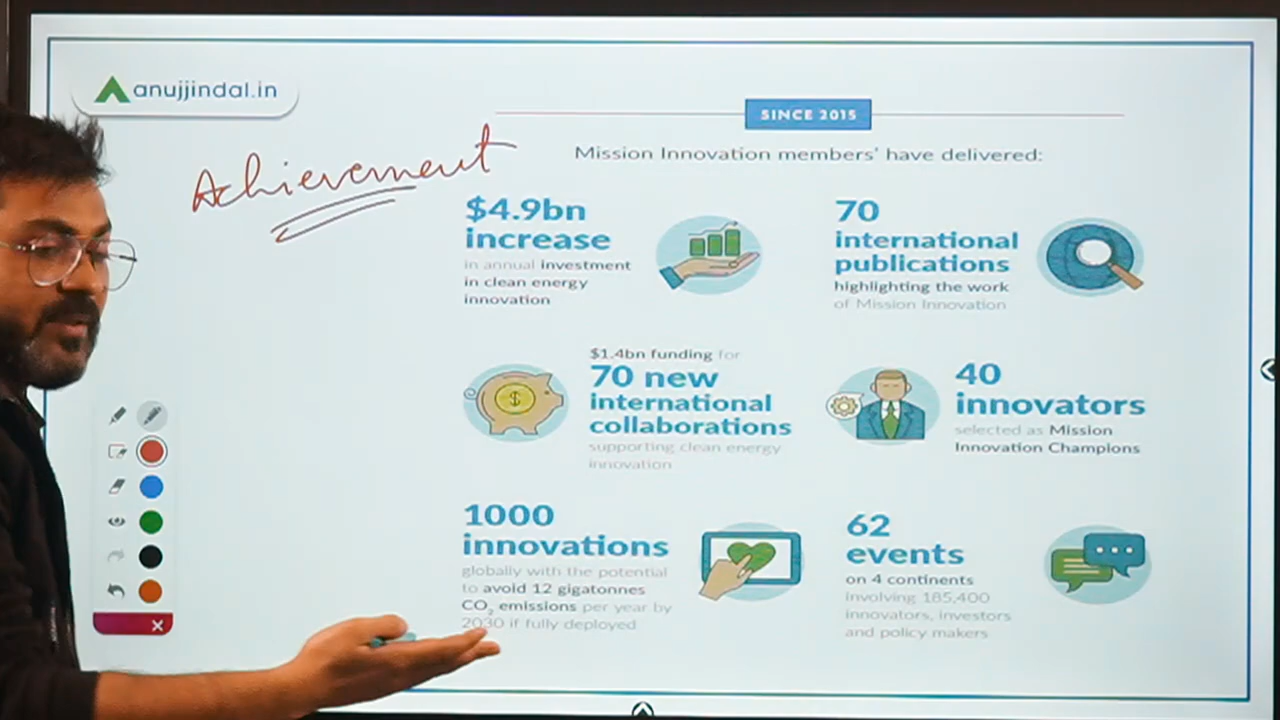 anujjindal.in
SINCE 2015
Mission Innovation members' have delivered:
Achievement
$4.9bn
increase
in annual investment
in clean energy
innovation
70
international
publications
highlighting the work
of Mission Innovation
$1.4bn funding for
70 new
international
collaborations
supporting clean energy
innovation
40
innovators
selected as Mission
Innovation Champions
1000
innovations
globally with the potential
to avoid 12 gigatonnes
CO₂ emissions per year by
2030 if fully deployed
62
events
on 4 continents
involving 185,400
innovators, investors
and policy makers